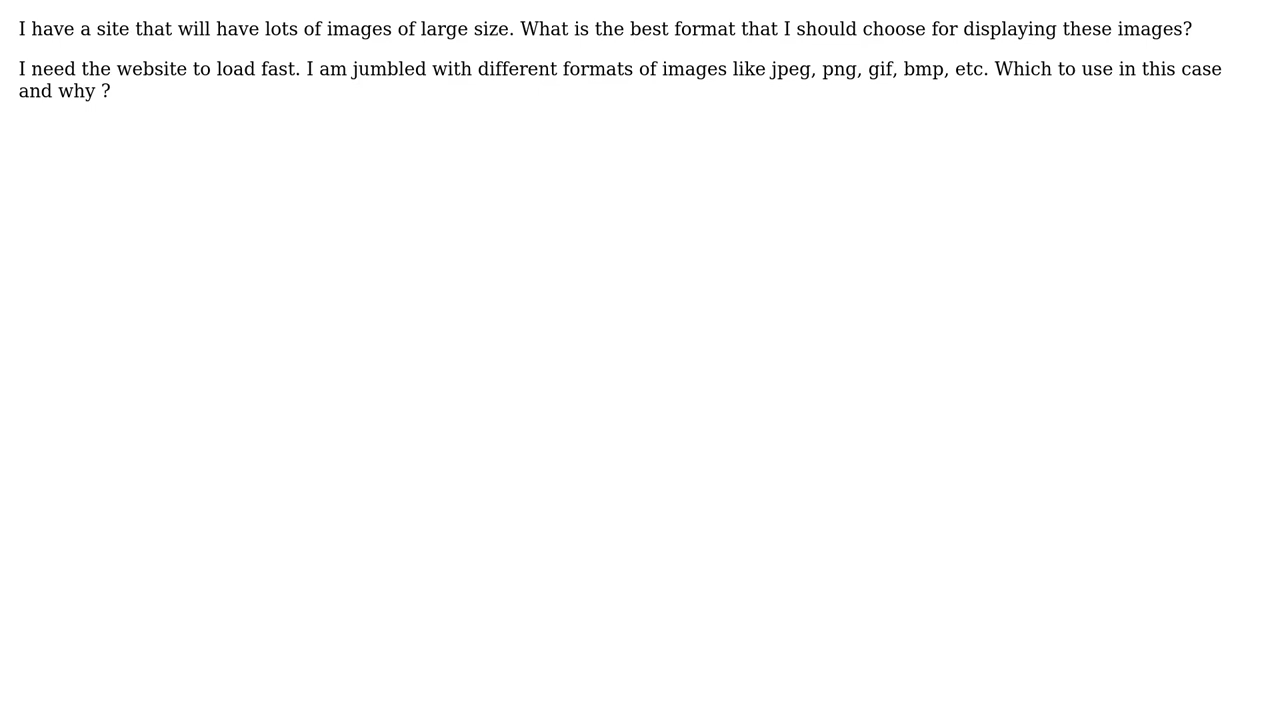 I have a site that will have lots of images of large size. What is the best format that I should choose for displaying these images?
I need the website to load fast. I am jumbled with different formats of images like jpeg, png, gif, bmp, etc. Which to use in this case
and why ?